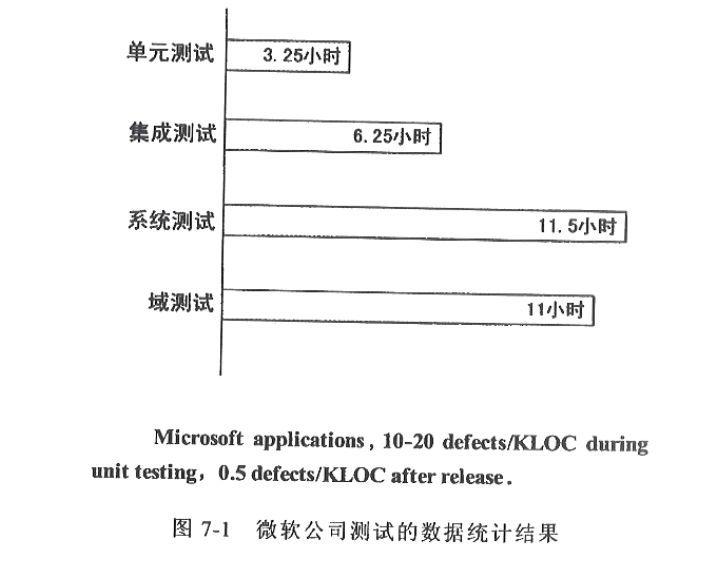 单元测试
3.25小时
集成测试
6.25小时
系统测试
11.5小时
域测试
11小时
Microsoft applications, 10-20 defects/KLOC during
unit testing, 0.5 defects/KLOC after release.
图 7-1 微软公司测试的数据统计结果